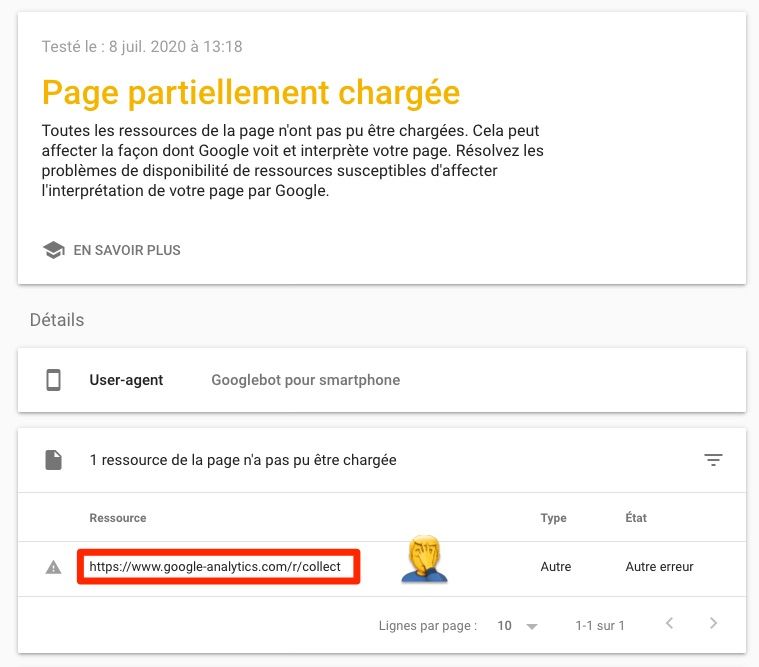 Testé le : 8 juil. 2020 à 13:18
Page partiellement chargée
Toutes les ressources de la page n'ont pas pu être chargées. Cela peut
affecter la façon dont Google voit et interprète votre page. Résolvez les
problèmes de disponibilité de ressources susceptibles d'affecter
l'interprétation de votre page par Google.
EN SAVOIR PLUS
Détails
User-agent Googlebot pour smartphone
1 ressource de la page n'a pas pu être chargée
Ressource Type État
https://www.google-analytics.com/r/collect Autre Autre erreur
Lignes par page : 10 1-1 sur 1